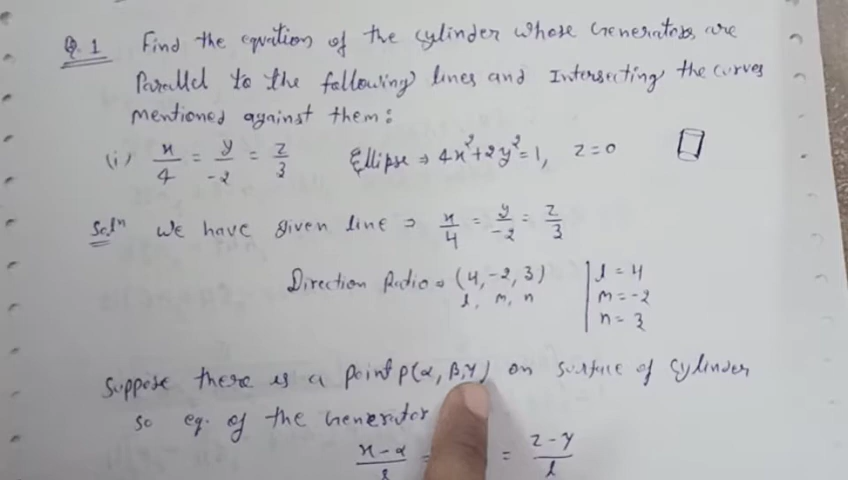 Q.1 Find the equation of the cylinder whose Generators are
Parallel to the following lines and Intersecting the curves
mentioned against them:
(i) x/4 = y/-2 = z/3 Ellipse ⇒ 4x²+2y²=1, z=0
Solⁿ We have given line ⇒ x/4 = y/-2 = z/3
Direction Ratio ⇒ (4, -2, 3) l = 4
l, m, n m = -2
n = 3
Suppose there is a point P(α, β, γ) on surface of cylinder
so eq. of the Generator
x-α = z-γ